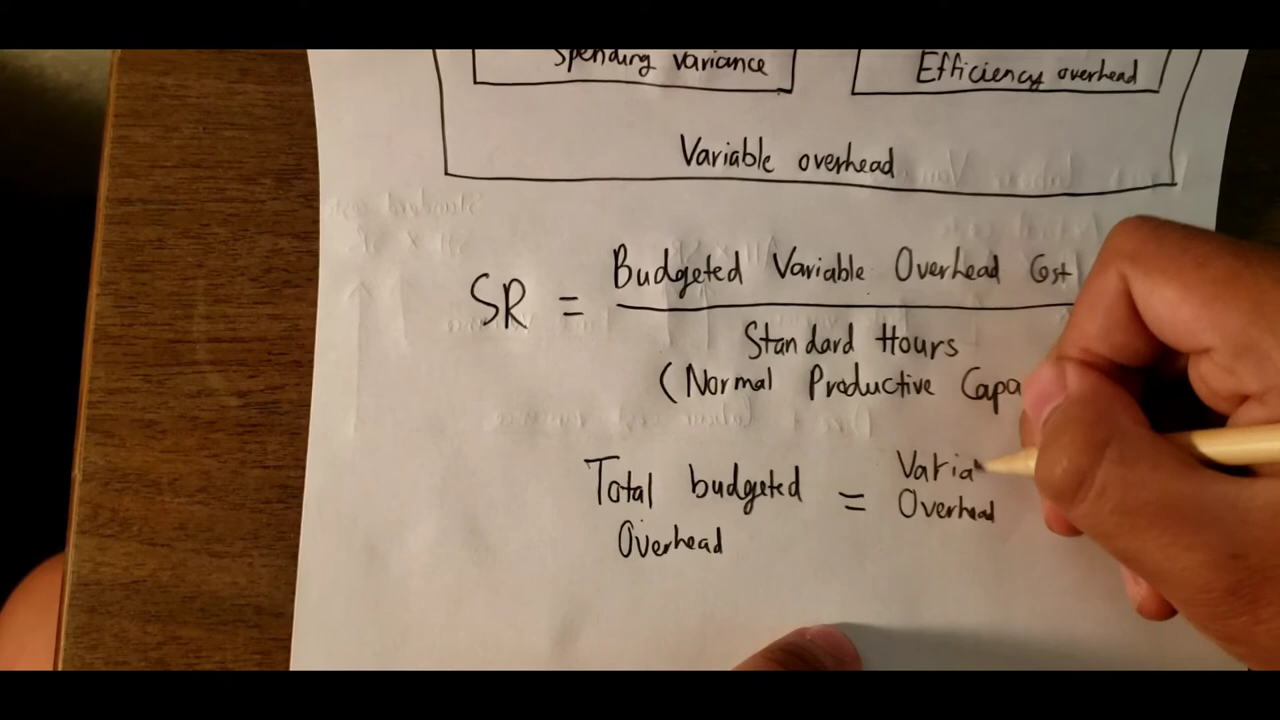 Spending variance
Efficiency overhead
Variable overhead
SR = Budgeted Variable Overhead Cost
Standard Hours
(Normal Productive Capa
Total budgeted = Varia
Overhead Overhead